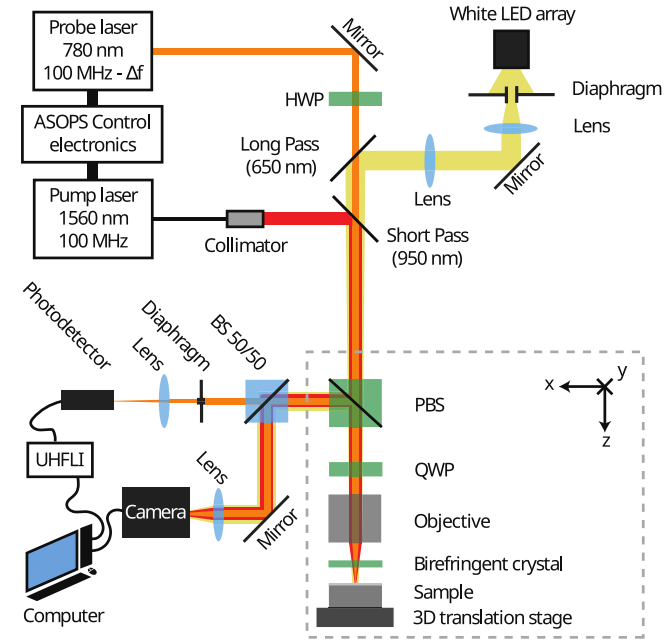 White LED array
Probe laser
780 nm
100 MHz - Δf
Mirror
HWP
Diaphragm
Lens
ASOPS Control
electronics
Long Pass
(650 nm)
Mirror
Lens
Pump laser
1560 nm
100 MHz
Collimator
Short Pass
(950 nm)
Photodetector
Lens
Diaphragm
BS 50/50
x
y
z
PBS
UHFLI
Lens
QWP
Camera
Mirror
Objective
Birefringent crystal
Sample
Computer
3D translation stage